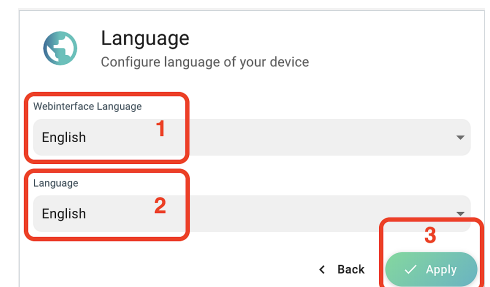 Language
Configure language of your device
Webinterface Language
English
1
Language
English
2
3
Back
Apply